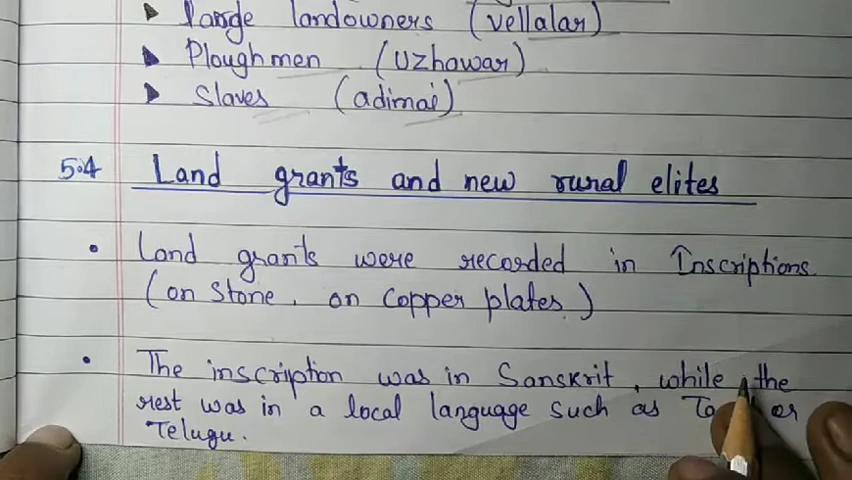 Large landowners (vellalar)
Ploughmen (uzhavar)
Slaves (adimai)
5.4 Land grants and new rural elites
Land grants were recorded in Inscriptions
(on stone, on copper plates.)
The inscription was in Sanskrit, while the
rest was in a local language such as or
Telugu.